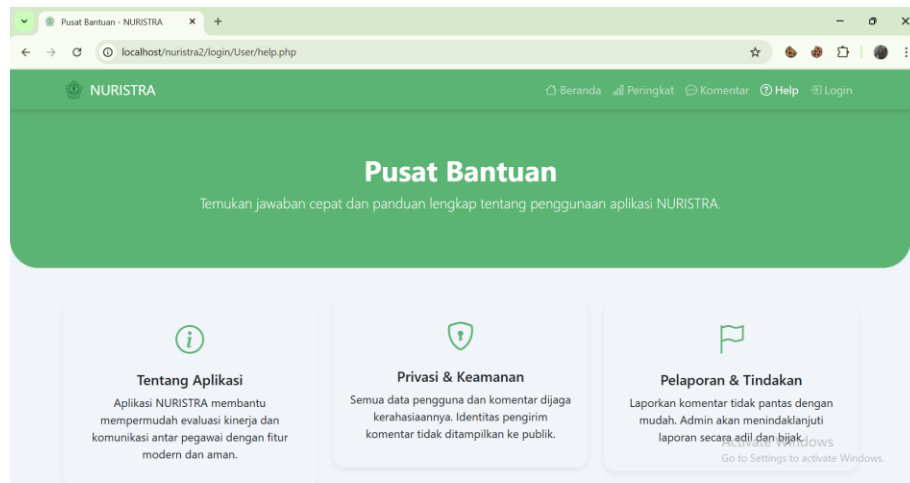 Pusat Bantuan - NURISTRA
localhost/nuristra2/login/User/help.php
NURISTRA
Beranda Peringkat Komentar Help Login
Pusat Bantuan
Temukan jawaban cepat dan panduan lengkap tentang penggunaan aplikasi NURISTRA.
Tentang Aplikasi
Aplikasi NURISTRA membantu
mempermudah evaluasi kinerja dan
komunikasi antar pegawai dengan fitur
modern dan aman.
Privasi & Keamanan
Semua data pengguna dan komentar dijaga
kerahasiaannya. Identitas pengirim
komentar tidak ditampilkan ke publik.
Pelaporan & Tindakan
Laporkan komentar tidak pantas dengan
mudah. Admin akan menindaklanjuti
laporan secara adil dan bijak.
Activate Windows
Go to Settings to activate Windows.